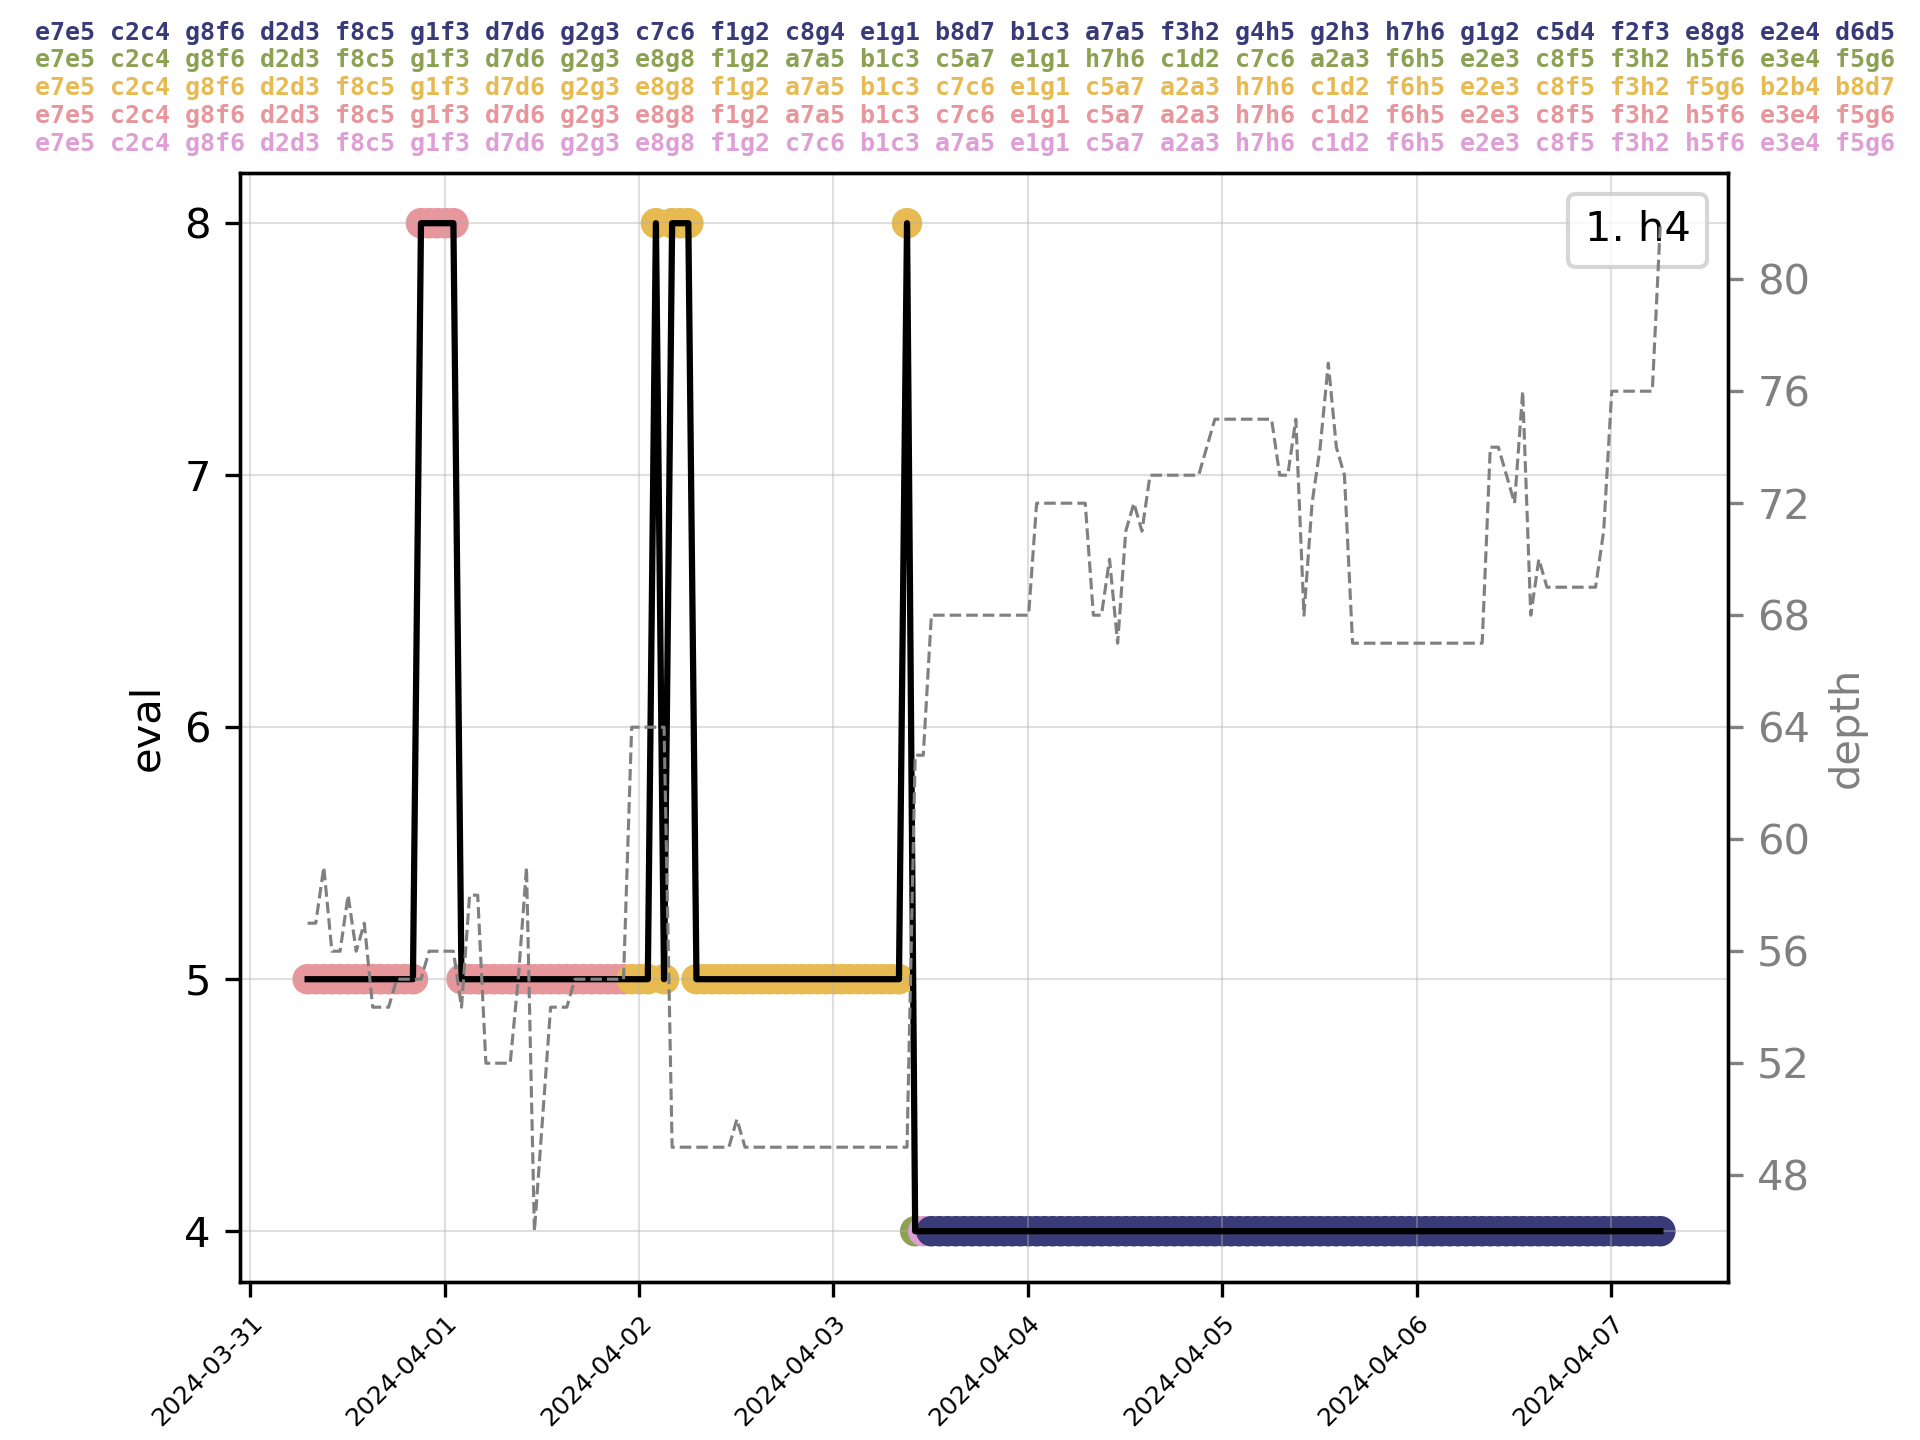 e7e5 c2c4 g8f6 d2d3 f8c5 g1f3 d7d6 g2g3 c7c6 f1g2 c8g4 e1g1 b8d7 b1c3 a7a5 f3h2 g4h5 g2h3 h7h6 g1g2 c5d4 f2f3 e8g8 e2e4 d6d5
e7e5 c2c4 g8f6 d2d3 f8c5 g1f3 d7d6 g2g3 e8g8 f1g2 a7a5 b1c3 c5a7 e1g1 h7h6 c1d2 c7c6 a2a3 f6h5 e2e3 c8f5 f3h2 h5f6 e3e4 f5g6
e7e5 c2c4 g8f6 d2d3 f8c5 g1f3 d7d6 g2g3 e8g8 f1g2 a7a5 b1c3 c7c6 e1g1 c5a7 a2a3 h7h6 c1d2 f6h5 e2e3 c8f5 f3h2 f5g6 b2b4 b8d7
e7e5 c2c4 g8f6 d2d3 f8c5 g1f3 d7d6 g2g3 e8g8 f1g2 a7a5 b1c3 c7c6 e1g1 c5a7 a2a3 h7h6 c1d2 f6h5 e2e3 c8f5 f3h2 h5f6 e3e4 f5g6
e7e5 c2c4 g8f6 d2d3 f8c5 g1f3 d7d6 g2g3 e8g8 f1g2 c7c6 b1c3 a7a5 e1g1 c5a7 a2a3 h7h6 c1d2 f6h5 e2e3 c8f5 f3h2 h5f6 e3e4 f5g6
1. h4
8
7
6
5
4
eval
80
76
72
68
64
60
56
52
48
depth
2024-03-31
2024-04-01
2024-04-02
2024-04-03
2024-04-04
2024-04-05
2024-04-06
2024-04-07